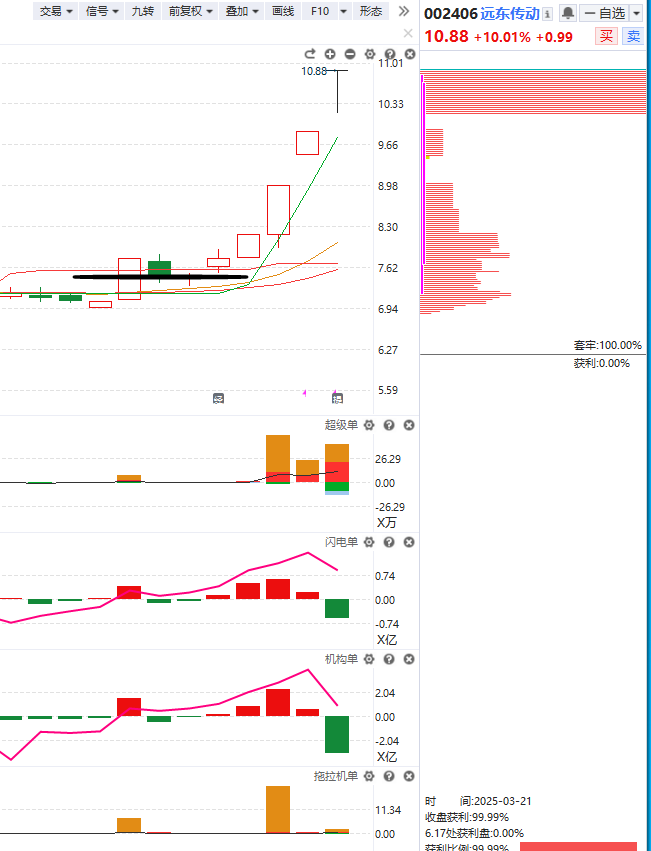 交易 信号 九转 前复权 叠加 画线 F10 形态
002406 远东传动 自选
10.88 +10.01% +0.99 买 卖
11.01
10.88
10.33
9.66
8.98
8.30
7.62
6.94
6.27
5.59
套牢:100.00%
获利:0.00%
超级单
26.29
0.00
-26.29
X万
闪电单
0.74
0.00
-0.74
X亿
机构单
2.04
0.00
-2.04
X亿
拖拉机单
11.34
0.00
时 间:2025-03-21
收盘获利:99.99%
6.17处获利盘:0.00%
获利比例:99.99%